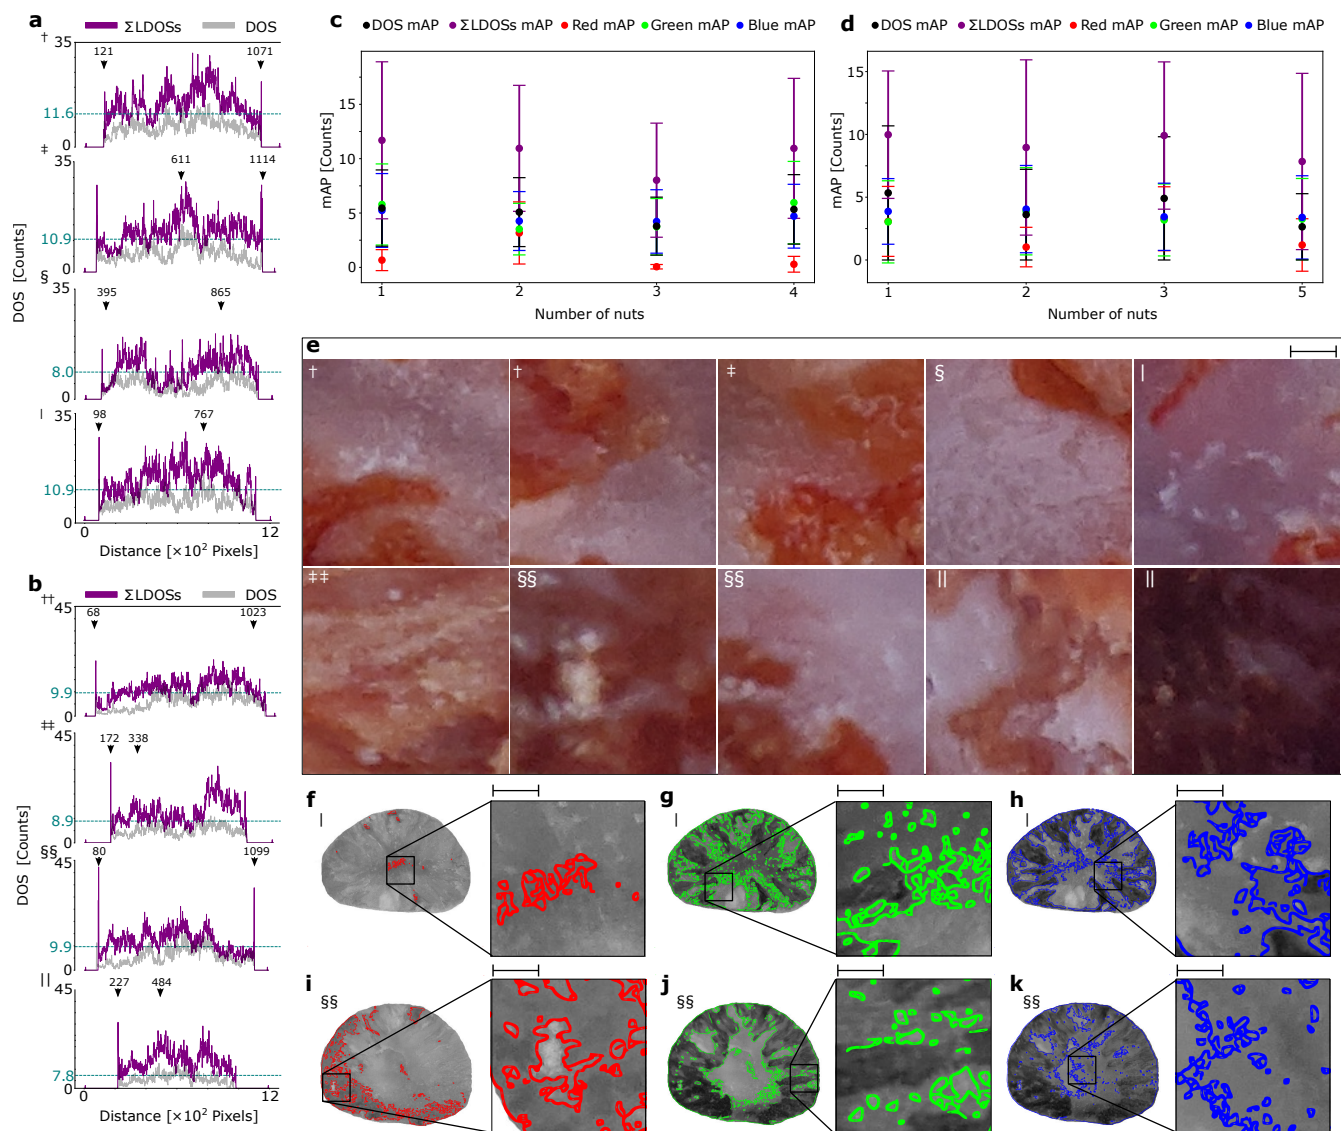 a
ΣLDOSs DOS
†
35
121
1071
11.6
0
‡
35
611
1114
10.9
0
§
35
395
865
8.0
0
|
35
98
767
10.9
0
0 12
Distance [×10² Pixels]
DOS [Counts]
b
ΣLDOSs DOS
††
45
68
1023
9.9
0
‡‡
45
172 338
8.9
0
§§
45
80
1099
9.9
0
||
45
227 484
7.8
0
0 12
Distance [×10² Pixels]
DOS [Counts]
c
DOS mAP ΣLDOSs mAP Red mAP Green mAP Blue mAP
mAP [Counts]
15
10
5
0
1 2 3 4
Number of nuts
d
DOS mAP ΣLDOSs mAP Red mAP Green mAP Blue mAP
mAP [Counts]
15
10
5
0
1 2 3 5
Number of nuts
e
† † ‡ § |
‡‡ §§ §§ || ||
f
|
g
|
h
|
i
§§
j
§§
k
§§